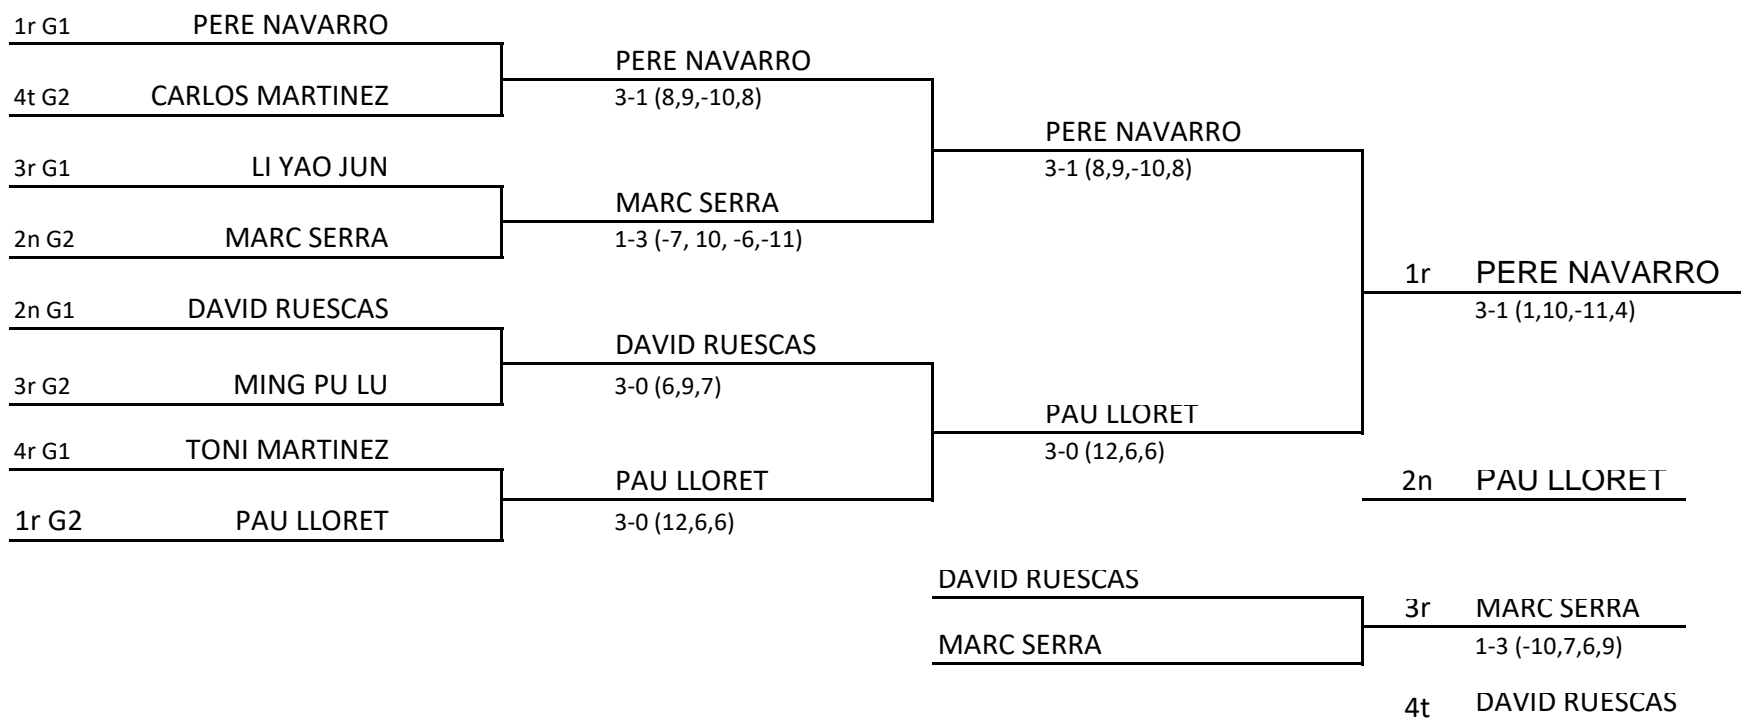 1r G1 PERE NAVARRO
4t G2 CARLOS MARTINEZ
3r G1 LI YAO JUN
2n G2 MARC SERRA
2n G1 DAVID RUESCAS
3r G2 MING PU LU
4r G1 TONI MARTINEZ
1r G2 PAU LLORET
PERE NAVARRO
3-1 (8,9,-10,8)
MARC SERRA
1-3 (-7, 10, -6,-11)
DAVID RUESCAS
3-0 (6,9,7)
PAU LLORET
3-0 (12,6,6)
PERE NAVARRO
3-1 (8,9,-10,8)
PAU LLORET
3-0 (12,6,6)
1r PERE NAVARRO
3-1 (1,10,-11,4)
2n PAU LLORET
DAVID RUESCAS
MARC SERRA
3r MARC SERRA
1-3 (-10,7,6,9)
4t DAVID RUESCAS